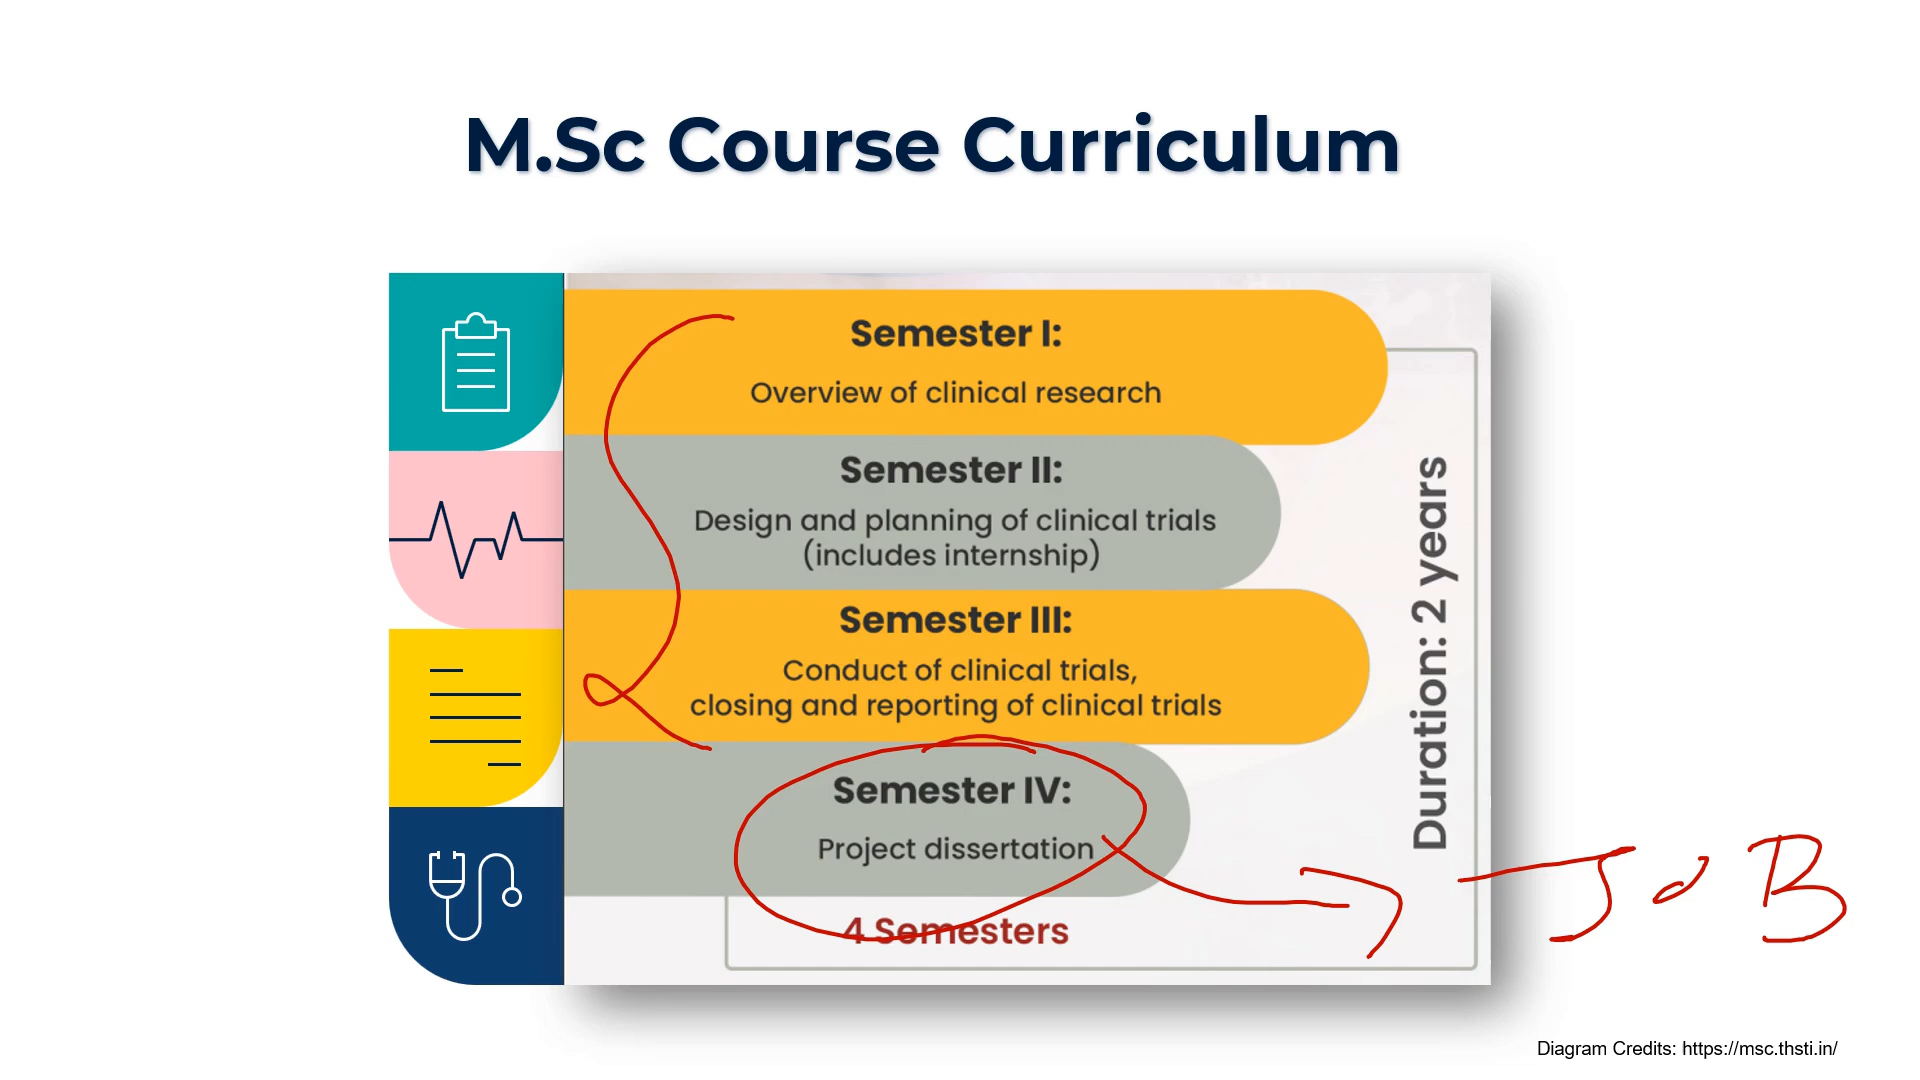 M.Sc Course Curriculum
Semester I:
Overview of clinical research
Semester II:
Design and planning of clinical trials
(includes internship)
Semester III:
Conduct of clinical trials,
closing and reporting of clinical trials
Semester IV:
Project dissertation
4 Semesters
Duration: 2 years
JoB
Diagram Credits: https://msc.thsti.in/